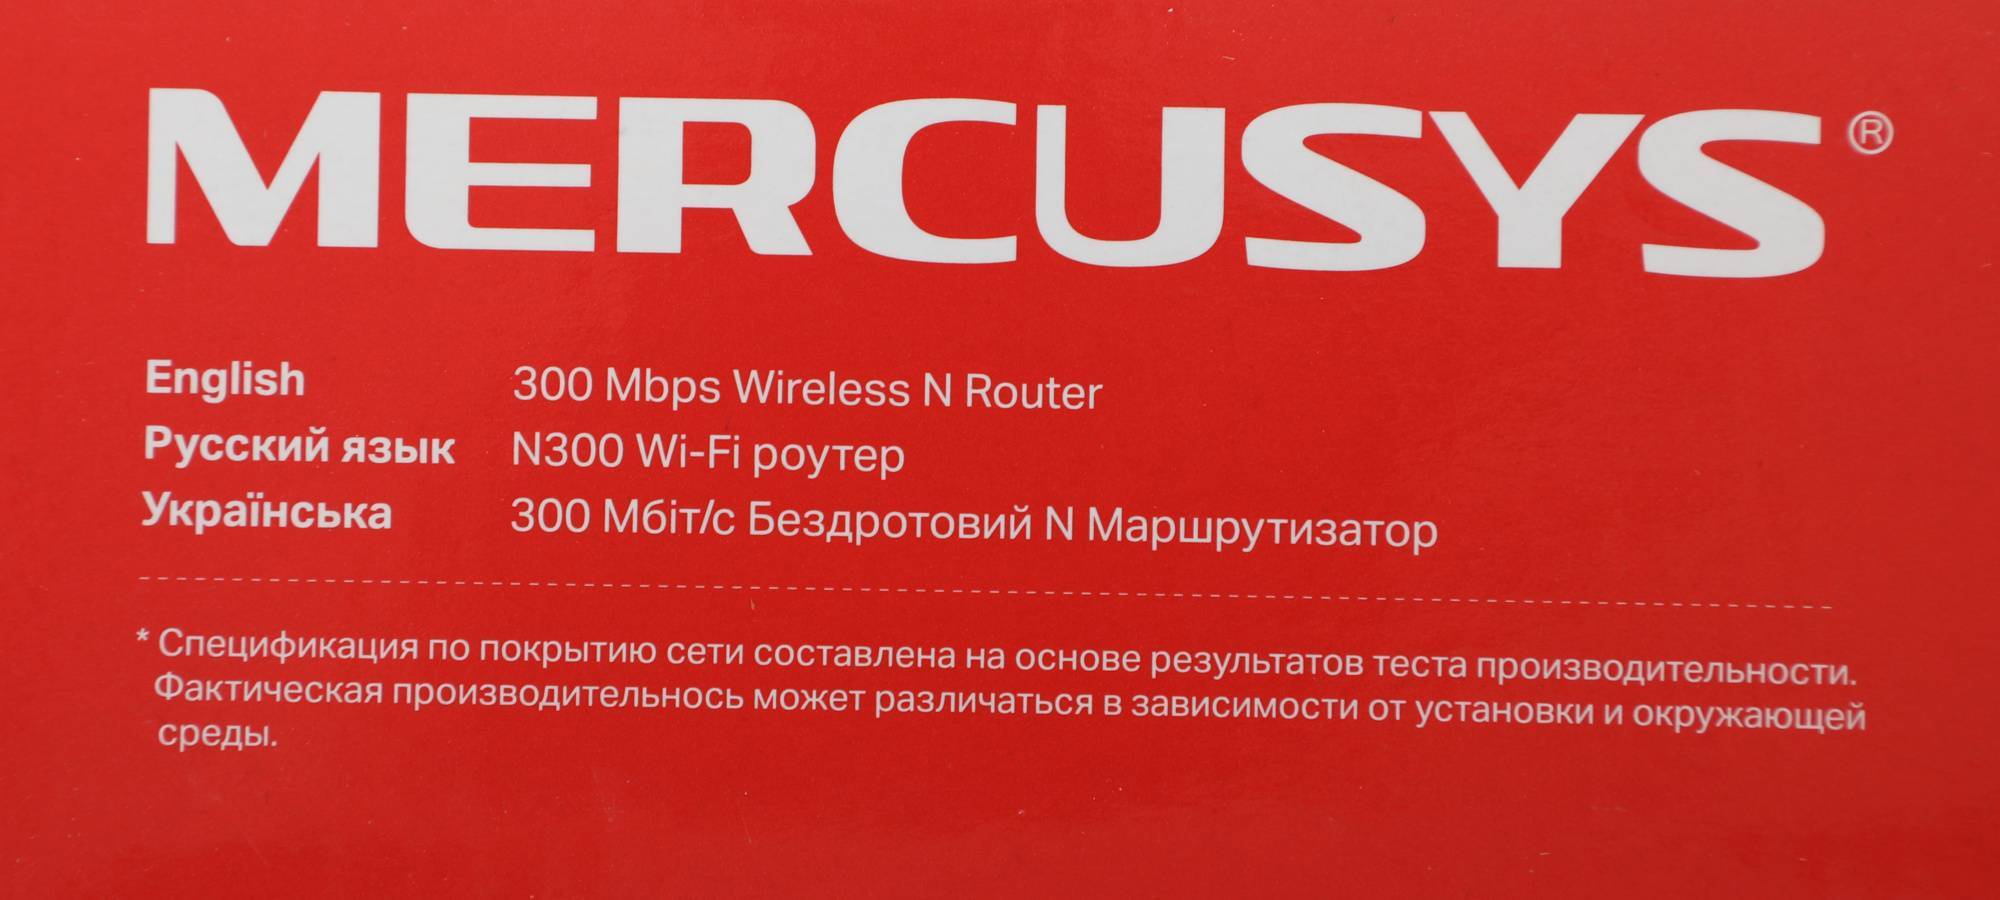 MERCUSYS®
English 300 Mbps Wireless N Router
Русский язык N300 Wi-Fi роутер
Українська 300 Мбіт/с Бездротовий N Маршрутизатор
* Спецификация по покрытию сети составлена на основе результатов теста производительности.
Фактическая производительнось может различаться в зависимости от установки и окружающей
среды.